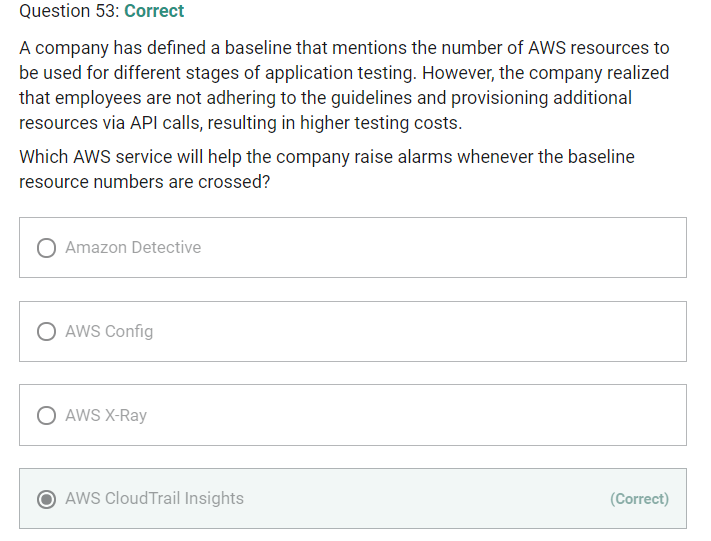 Question 53: Correct
A company has defined a baseline that mentions the number of AWS resources to
be used for different stages of application testing. However, the company realized
that employees are not adhering to the guidelines and provisioning additional
resources via API calls, resulting in higher testing costs.
Which AWS service will help the company raise alarms whenever the baseline
resource numbers are crossed?
Amazon Detective
AWS Config
AWS X-Ray
AWS CloudTrail Insights (Correct)